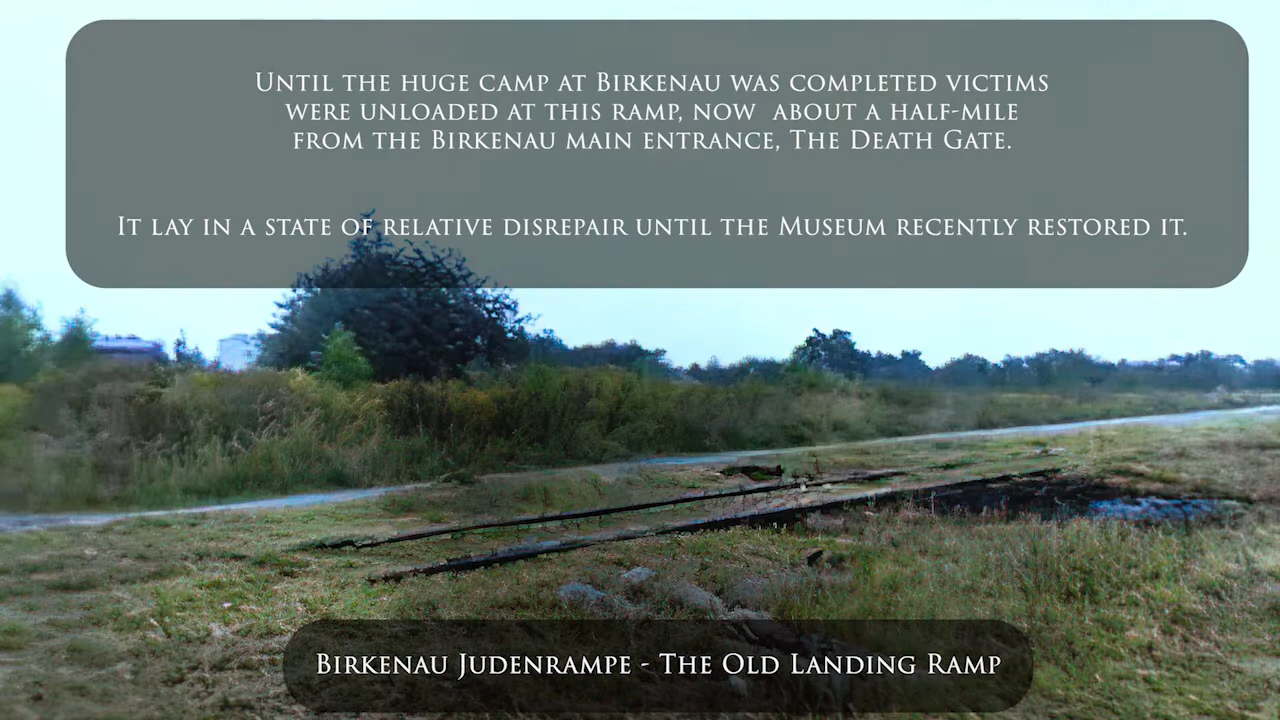 Until the huge camp at Birkenau was completed victims
were unloaded at this ramp, now about a half-mile
from the Birkenau main entrance, The Death Gate.
It lay in a state of relative disrepair until the Museum recently restored it.
Birkenau Judenrampe - The Old Landing Ramp